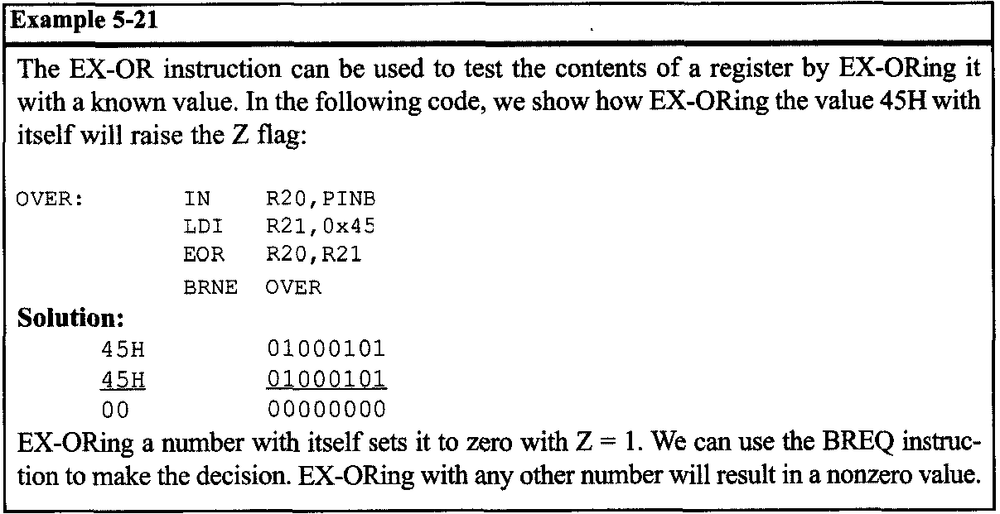 Example 5-21
The EX-OR instruction can be used to test the contents of a register by EX-ORing it
with a known value. In the following code, we show how EX-ORing the value 45H with
itself will raise the Z flag:
OVER: IN R20,PINB
LDI R21,0x45
EOR R20,R21
BRNE OVER
Solution:
45H 01000101
45H 01000101
00 00000000
EX-ORing a number with itself sets it to zero with Z = 1. We can use the BREQ instruc-
tion to make the decision. EX-ORing with any other number will result in a nonzero value.